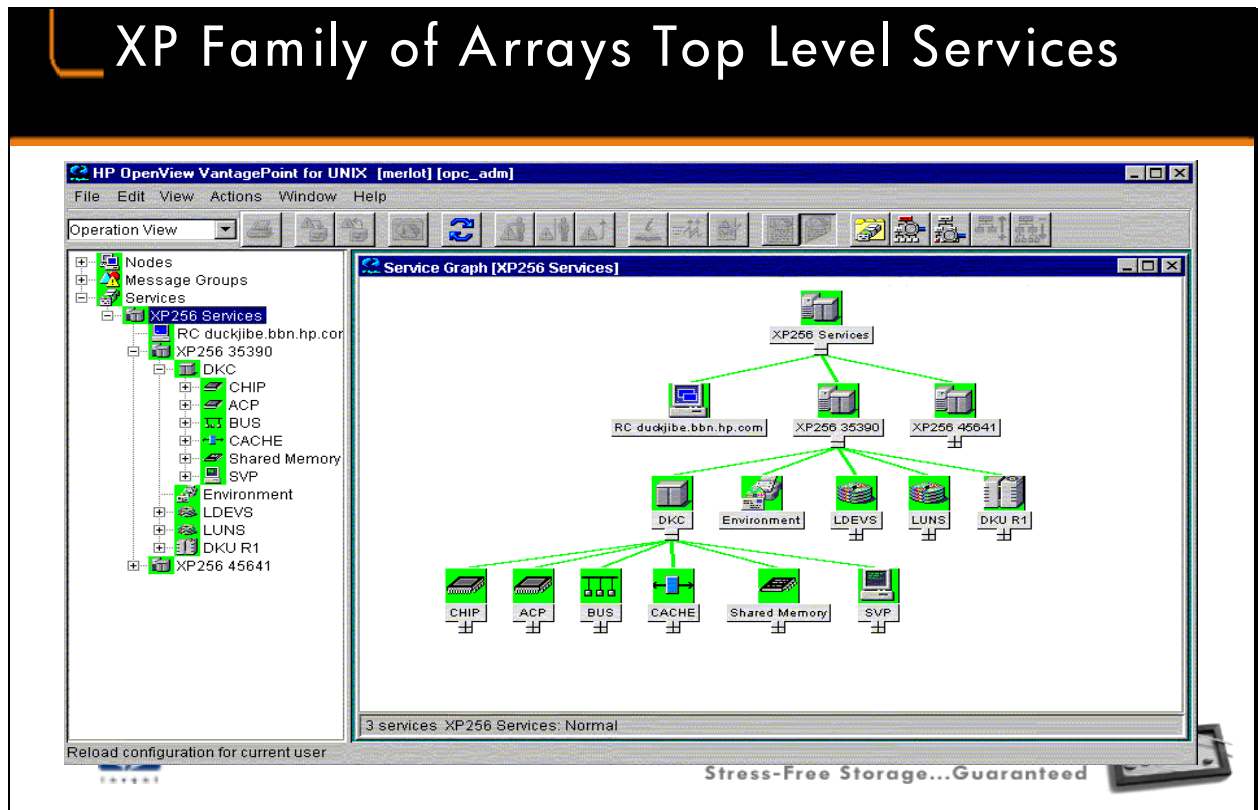 XP Family of Arrays Top Level Services
HP OpenView VantagePoint for UNIX [merlot] [opc_adm]
File Edit View Actions Window Help
Operation View
Nodes
Message Groups
Services
XP256 Services
RC duckjibe.bbn.hp.cor
XP256 35390
DKC
CHIP
ACP
BUS
CACHE
Shared Memory
SVP
Environment
LDEVS
LUNS
DKU R1
XP256 45641
Service Graph [XP256 Services]
XP256 Services
RC duckjibe.bbn.hp.com
XP256 35390
XP256 45641
DKC
Environment
LDEVS
LUNS
DKU R1
CHIP
ACP
BUS
CACHE
Shared Memory
SVP
3 services XP256 Services: Normal
Reload configuration for current user
invent
Stress-Free Storage...Guaranteed